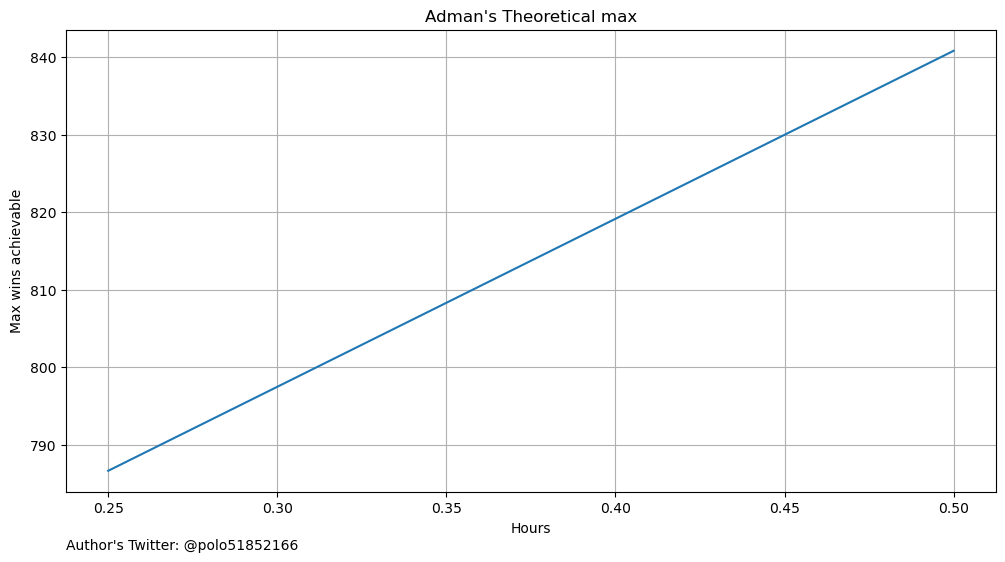 Adman's Theoretical max
Max wins achievable
840
830
820
810
800
790
0.25 0.30 0.35 0.40 0.45 0.50
Hours
Author's Twitter: @polo51852166